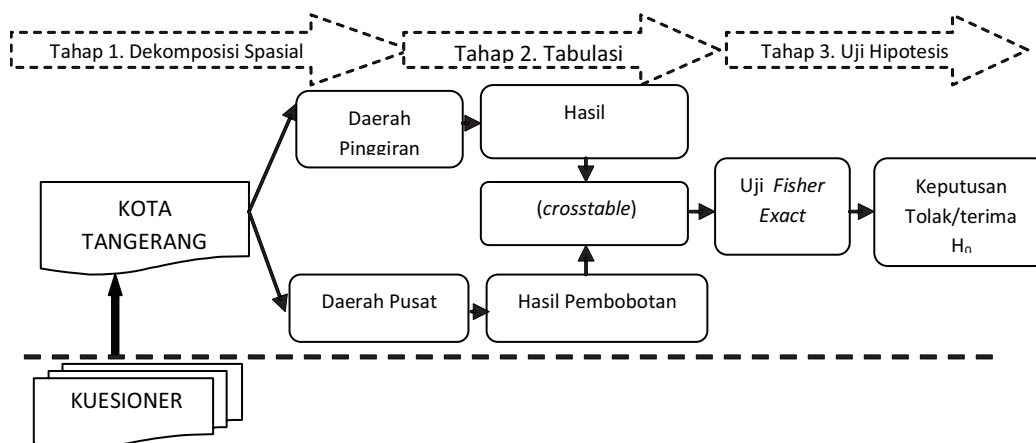 Tahap 1. Dekomposisi Spasial
Tahap 2. Tabulasi
Tahap 3. Uji Hipotesis
Daerah
Pinggiran
Hasil
KOTA
TANGERANG
(crosstable)
Uji Fisher
Exact
Keputusan
Tolak/terima
H₀
Daerah Pusat
Hasil Pembobotan
KUESIONER